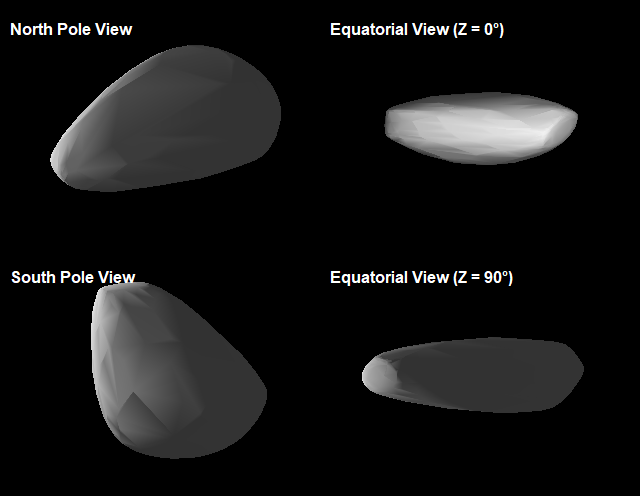 North Pole View
Equatorial View (Z = 0°)
South Pole View
Equatorial View (Z = 90°)